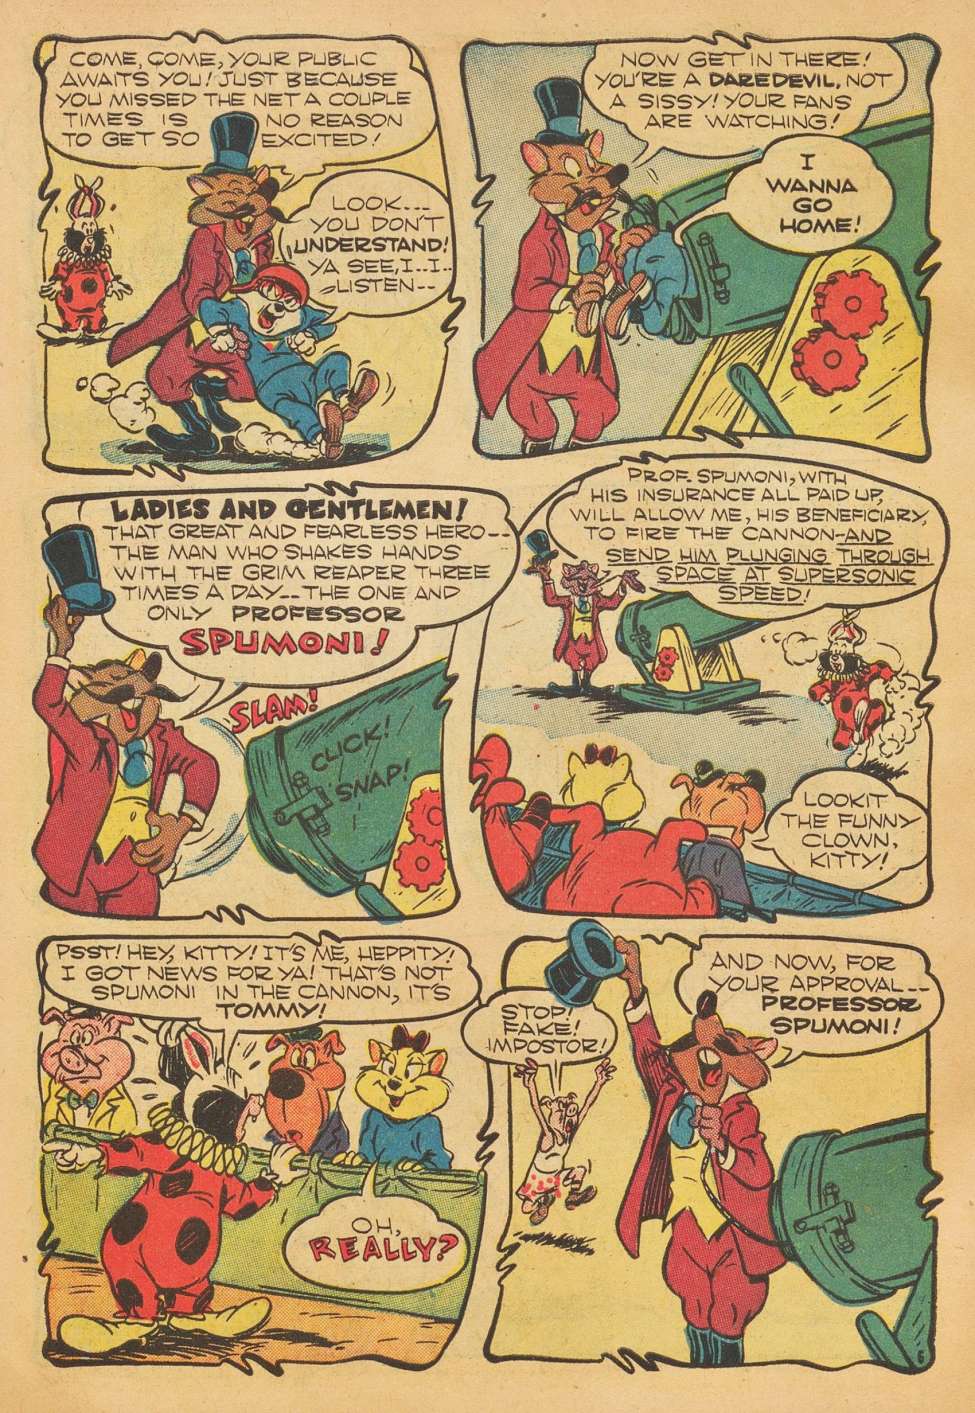 COME, COME, YOUR PUBLIC
AWAITS YOU! JUST BECAUSE
YOU MISSED THE NET A COUPLE
TIMES IS NO REASON
TO GET SO EXCITED!
LOOK...
YOU DON'T
UNDERSTAND!
YA SEE, I..I..
LISTEN--
NOW GET IN THERE!
YOU'RE A DAREDEVIL, NOT
A SISSY! YOUR FANS
ARE WATCHING!
I
WANNA
GO
HOME!
LADIES AND GENTLEMEN!
THAT GREAT AND FEARLESS HERO--
THE MAN WHO SHAKES HANDS
WITH THE GRIM REAPER THREE
TIMES A DAY--THE ONE AND
ONLY PROFESSOR
SPUMONI!
SLAM!
CLICK!
SNAP!
PROF. SPUMONI, WITH
HIS INSURANCE ALL PAID UP,
WILL ALLOW ME, HIS BENEFICIARY,
TO FIRE THE CANNON-AND
SEND HIM PLUNGING THROUGH
SPACE AT SUPERSONIC
SPEED!
LOOKIT
THE FUNNY
CLOWN,
KITTY!
PSST! HEY, KITTY! IT'S ME, HEPPITY!
I GOT NEWS FOR YA! THAT'S NOT
SPUMONI IN THE CANNON, IT'S
TOMMY!
OH,
REALLY?
STOP!
FAKE!
IMPOSTOR!
AND NOW, FOR
YOUR APPROVAL--
PROFESSOR
SPUMONI!
6